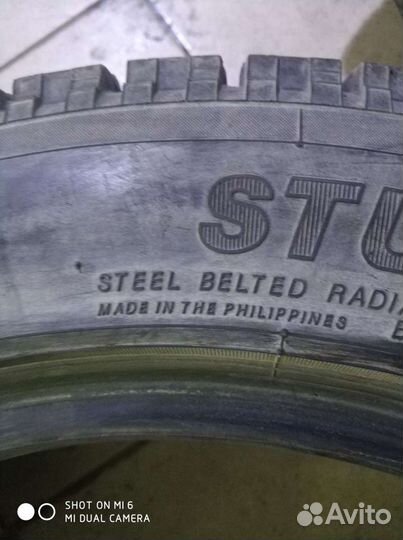 STU
STEEL BELTED RADIA
MADE IN THE PHILIPPINES
SHOT ON MI 6
MI DUAL CAMERA
Avito